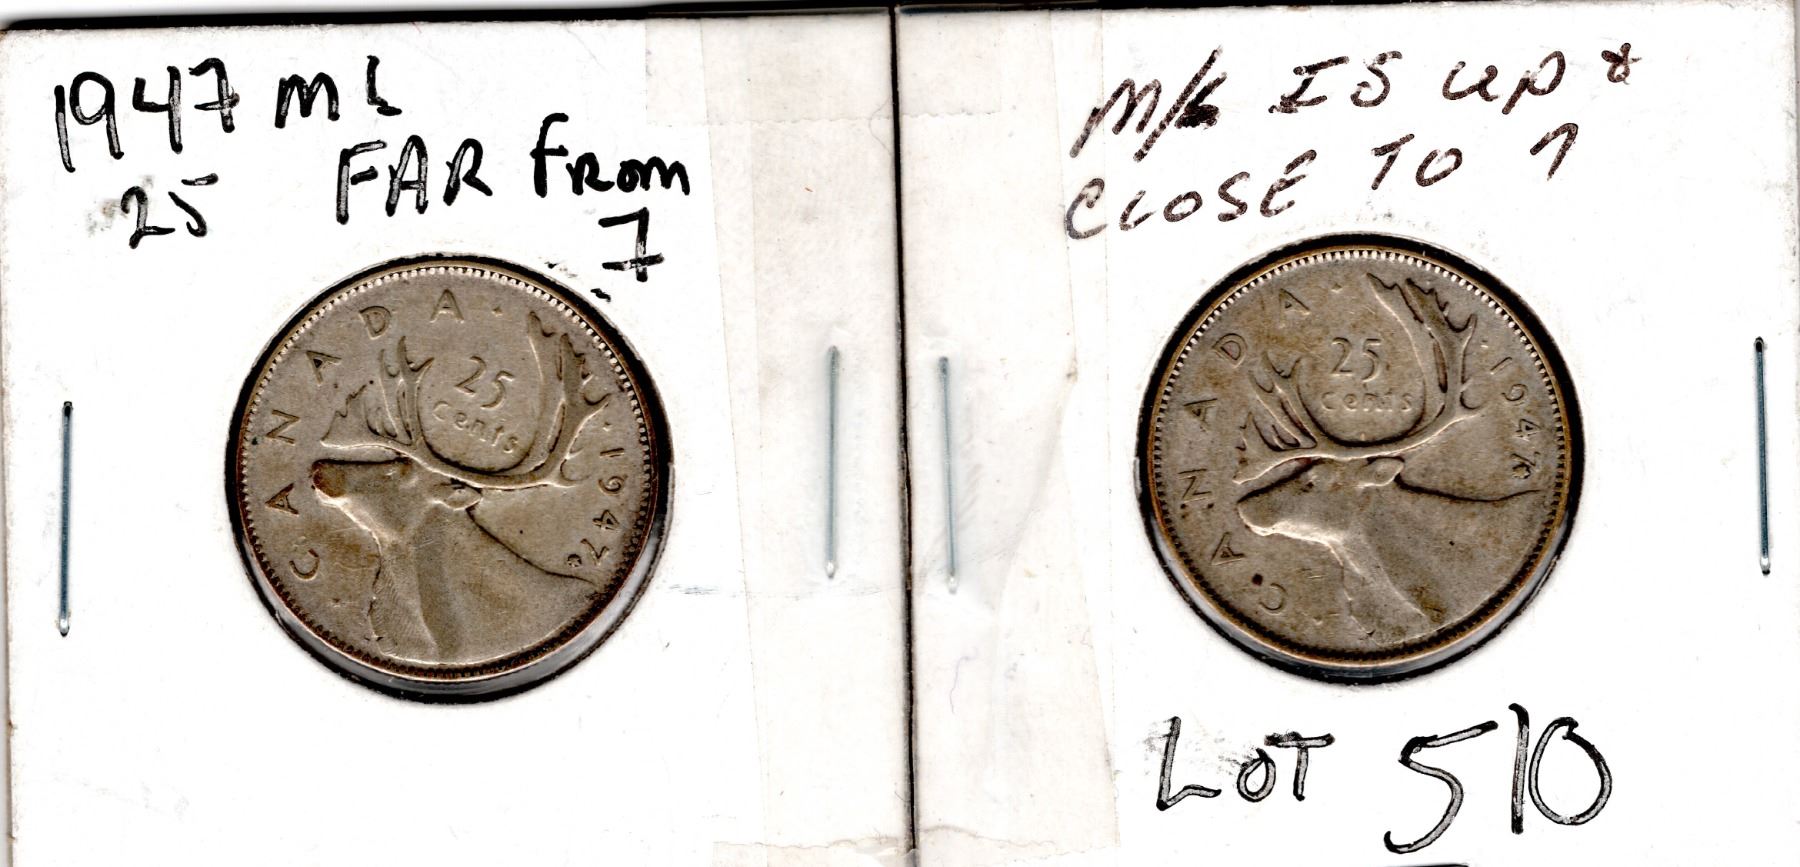 1947 ML
FAR from
25
7
CANADA · 1947
25
cents
M/L IS UP *
CLOSE TO 7
CANADA · 1947
25
cents
LOT 510